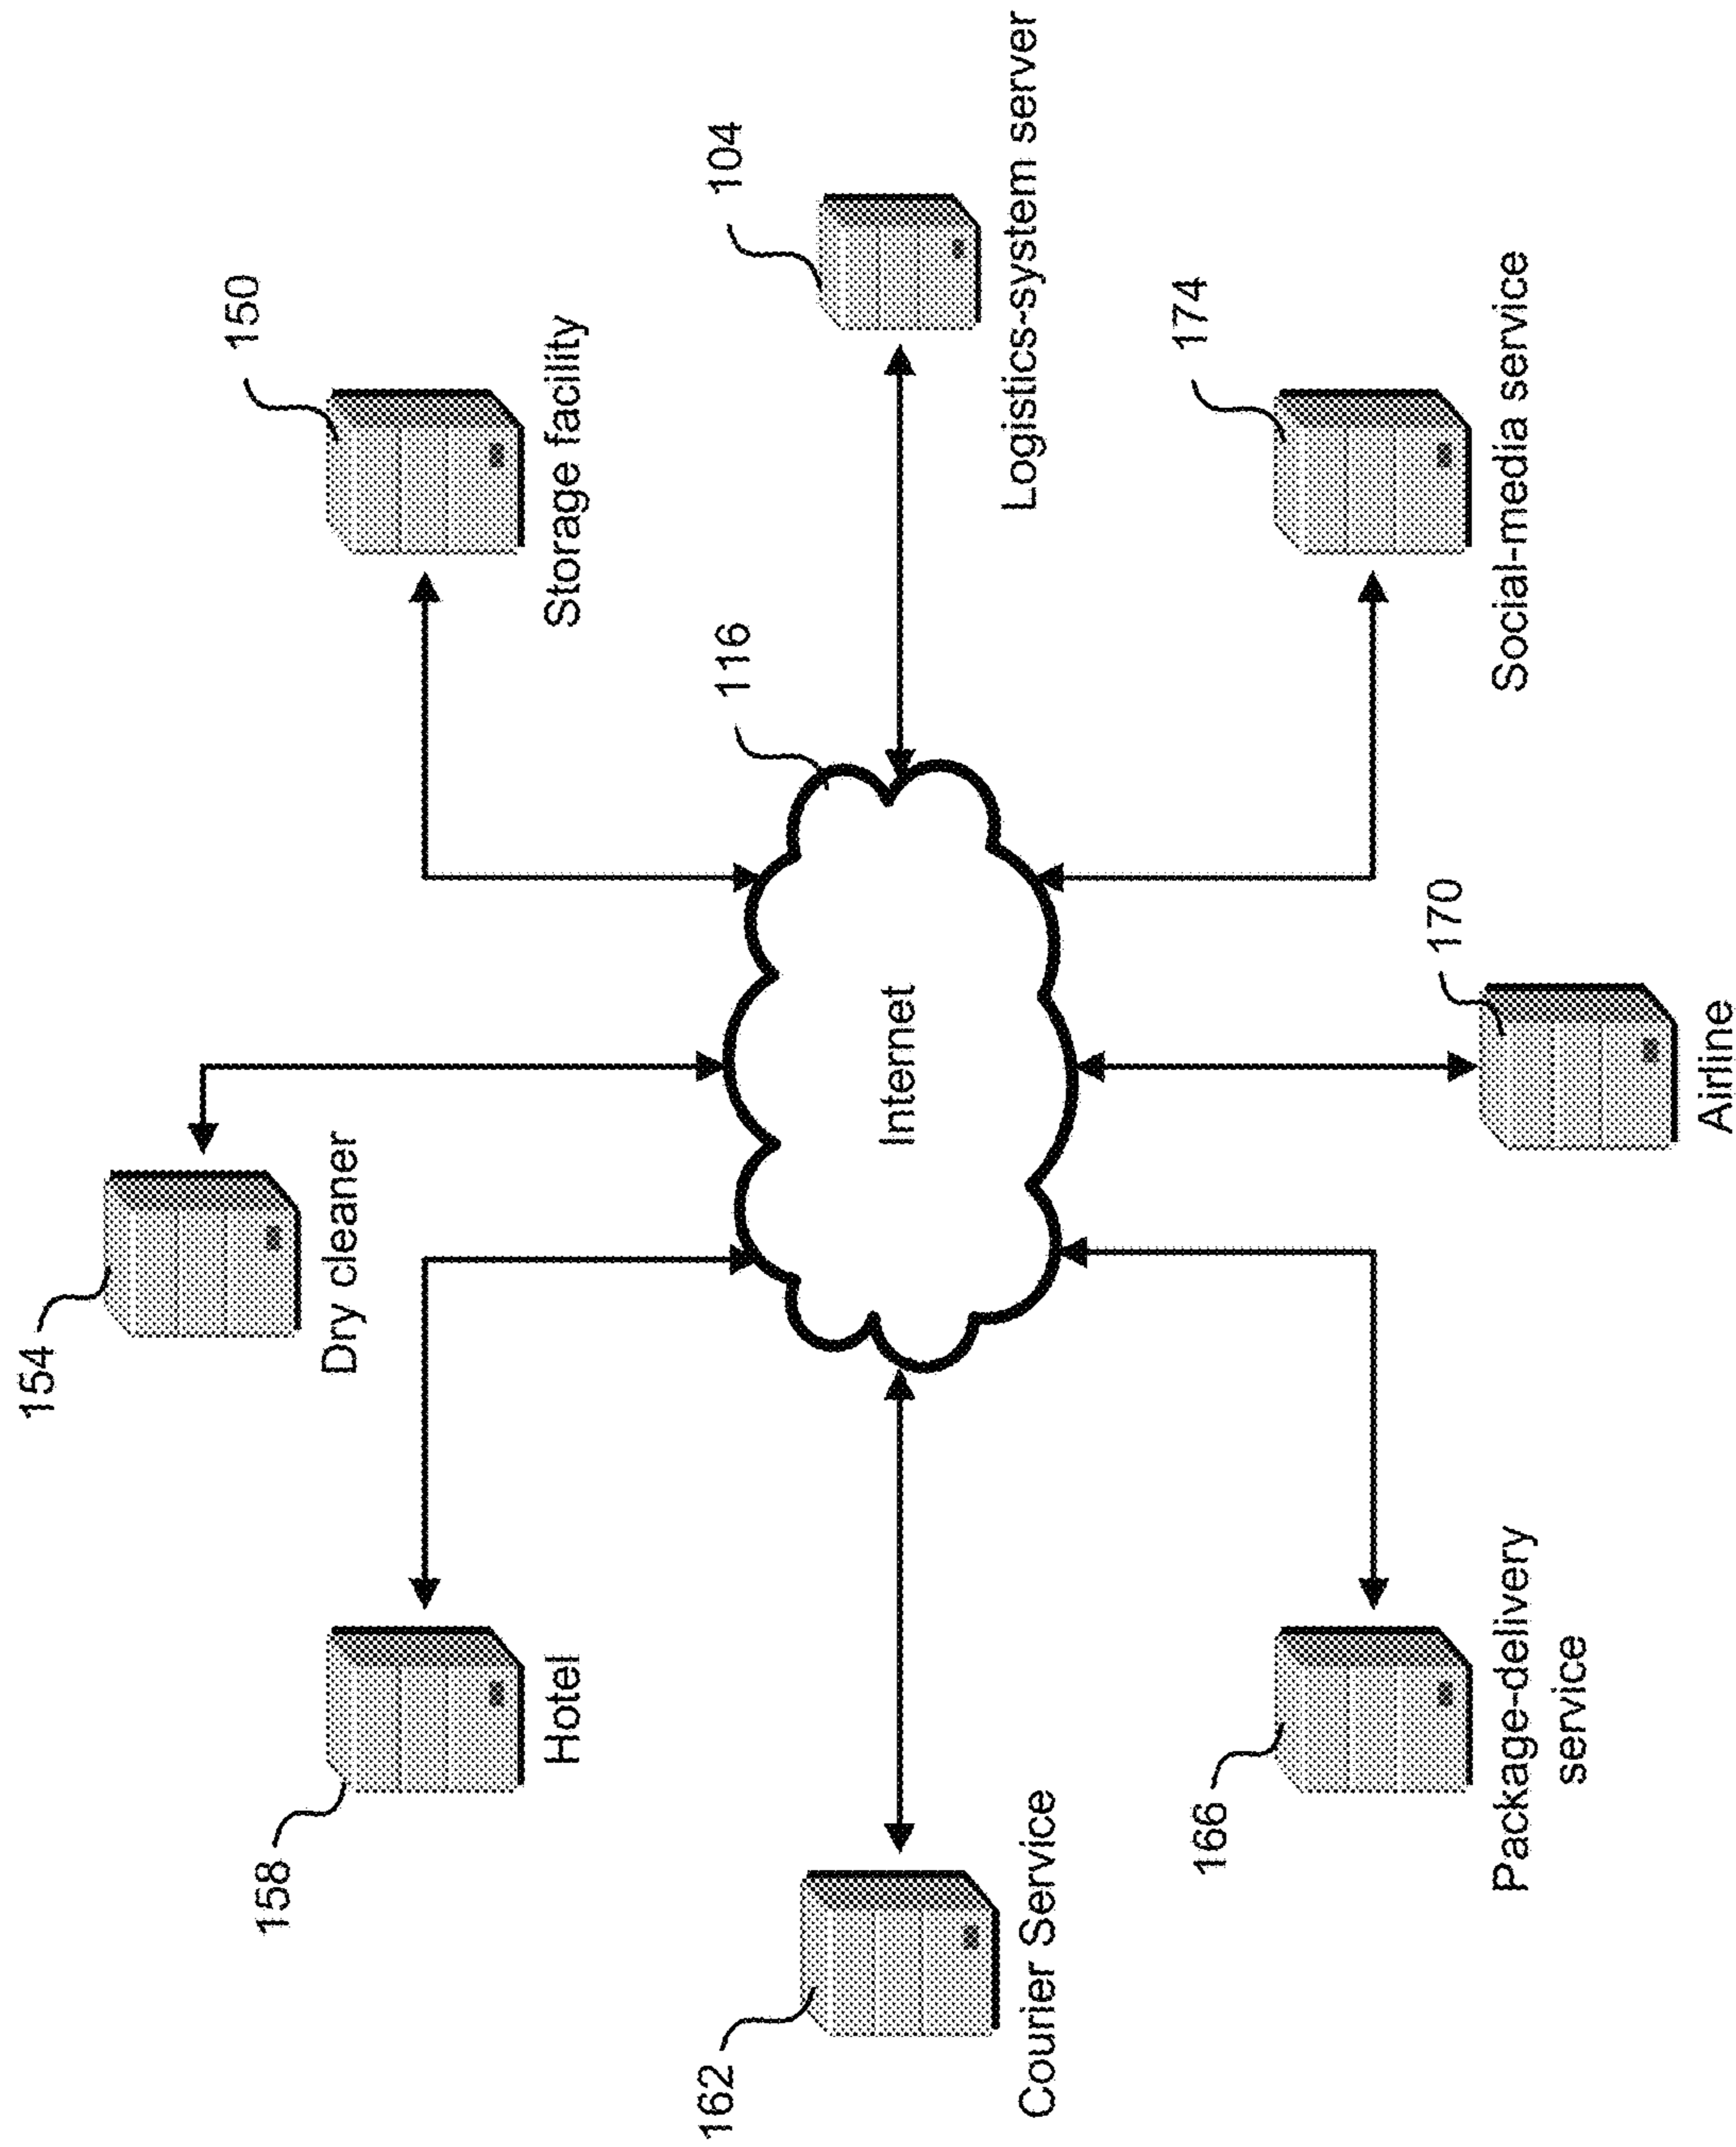 154
Dry cleaner
158
Hotel
150
Storage facility
162
Courier Service
116
Internet
104
Logistics-system server
166
Package-delivery
service
170
Airline
174
Social-media service